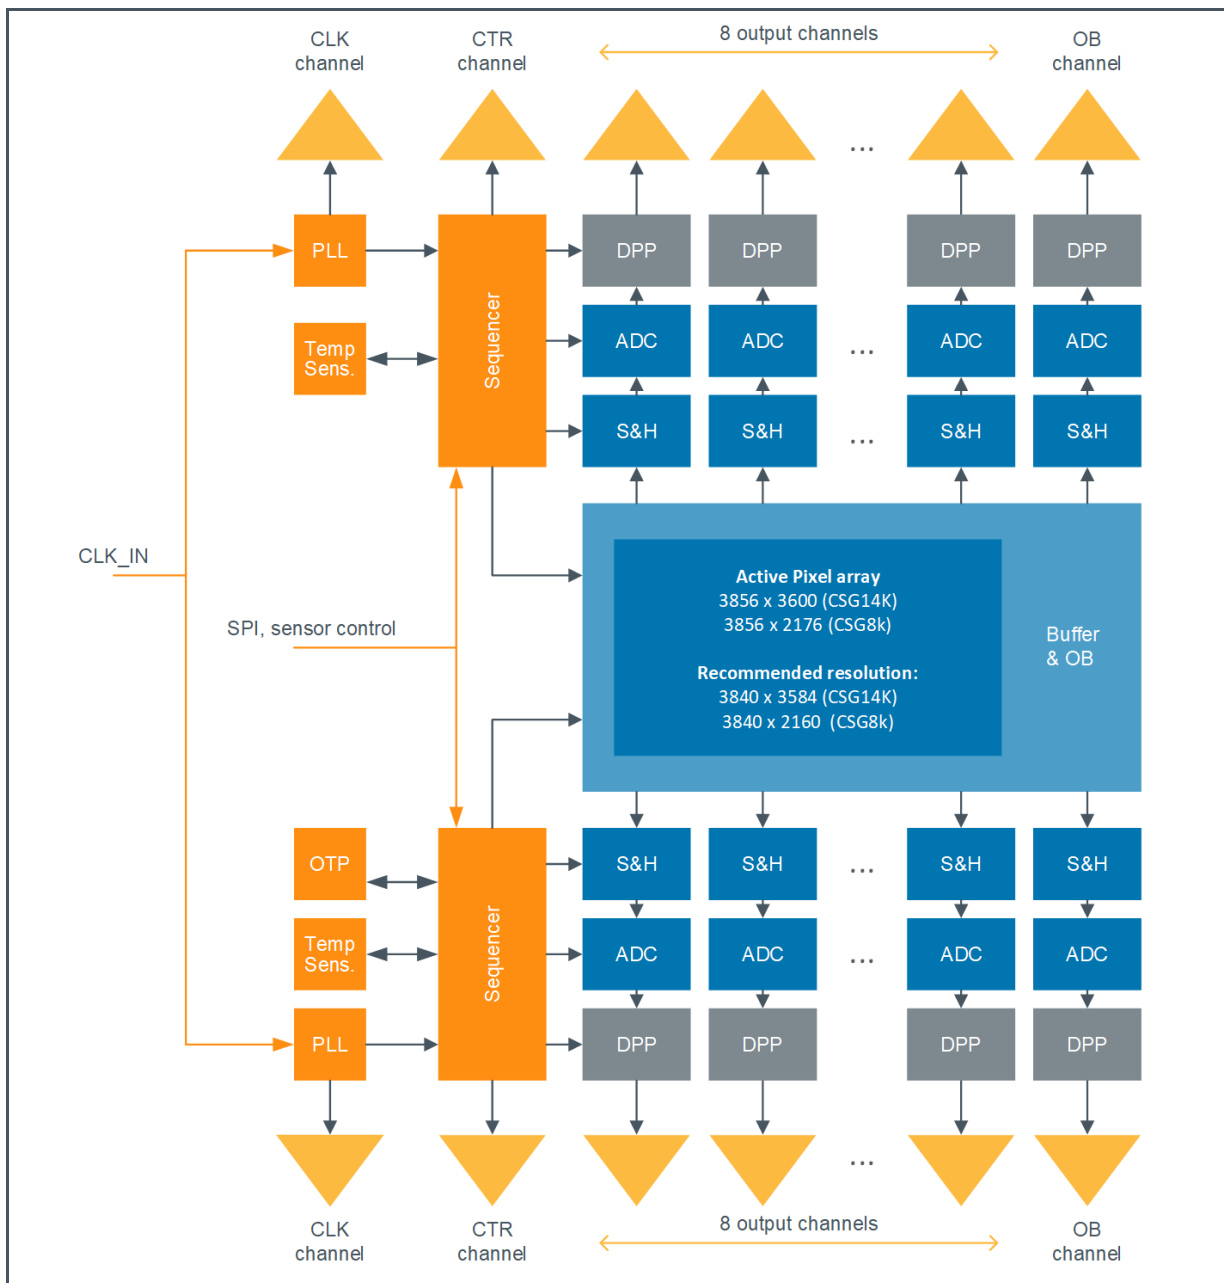 CLK
channel
CTR
channel
8 output channels
OB
channel
...
PLL
Sequencer
DPP
DPP
DPP
DPP
Temp
Sens.
ADC
ADC
...
ADC
ADC
S&H
S&H
...
S&H
S&H
CLK_IN
SPI, sensor control
Active Pixel array
3856 x 3600 (CSG14K)
3856 x 2176 (CSG8k)
Recommended resolution:
3840 x 3584 (CSG14K)
3840 x 2160 (CSG8k)
Buffer
& OB
OTP
Sequencer
S&H
S&H
...
S&H
S&H
Temp
Sens.
ADC
ADC
...
ADC
ADC
PLL
DPP
DPP
DPP
DPP
...
CLK
channel
CTR
channel
8 output channels
OB
channel